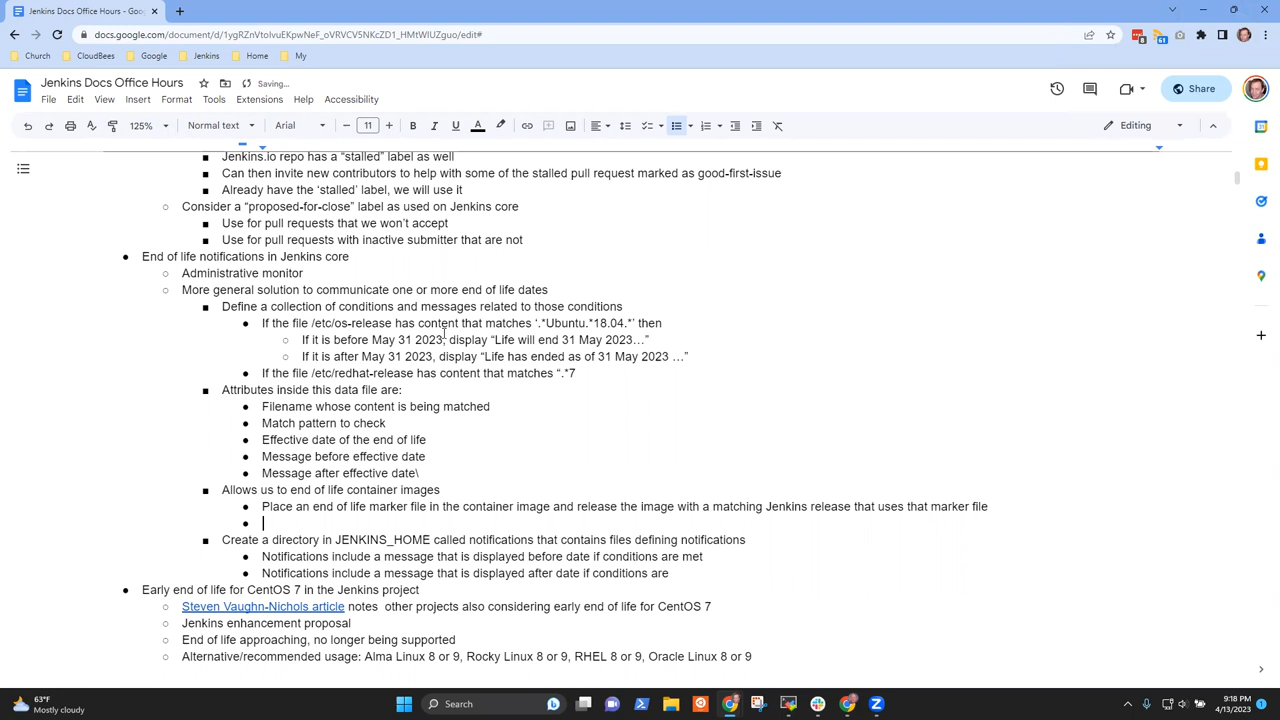 Jenkins Docs Office Hours - Goo
docs.google.com/document/d/1ygRZnVtoIvuEKpwNeF_oVRVCV5NKcZD1_HMtWIUZguo/edit#
Church CloudBees Google Jenkins Home My
Jenkins Docs Office Hours Saving...
File Edit View Insert Format Tools Extensions Help Accessibility
Share
125% Normal text Arial 11 B I U A Editing
Jenkins.io repo has a “stalled” label as well
Can then invite new contributors to help with some of the stalled pull request marked as good-first-issue
Already have the ‘stalled’ label, we will use it
Consider a “proposed-for-close” label as used on Jenkins core
Use for pull requests that we won’t accept
Use for pull requests with inactive submitter that are not
End of life notifications in Jenkins core
Administrative monitor
More general solution to communicate one or more end of life dates
Define a collection of conditions and messages related to those conditions
If the file /etc/os-release has content that matches ‘.*Ubuntu.*18.04.*’ then
If it is before May 31 2023, display “Life will end 31 May 2023…”
If it is after May 31 2023, display “Life has ended as of 31 May 2023 …”
If the file /etc/redhat-release has content that matches “.*7
Attributes inside this data file are:
Filename whose content is being matched
Match pattern to check
Effective date of the end of life
Message before effective date
Message after effective date\
Allows us to end of life container images
Place an end of life marker file in the container image and release the image with a matching Jenkins release that uses that marker file
Create a directory in JENKINS_HOME called notifications that contains files defining notifications
Notifications include a message that is displayed before date if conditions are met
Notifications include a message that is displayed after date if conditions are
Early end of life for CentOS 7 in the Jenkins project
Steven Vaughn-Nichols article notes other projects also considering early end of life for CentOS 7
Jenkins enhancement proposal
End of life approaching, no longer being supported
Alternative/recommended usage: Alma Linux 8 or 9, Rocky Linux 8 or 9, RHEL 8 or 9, Oracle Linux 8 or 9
63°F
Mostly cloudy
Search
9:18 PM
4/13/2023